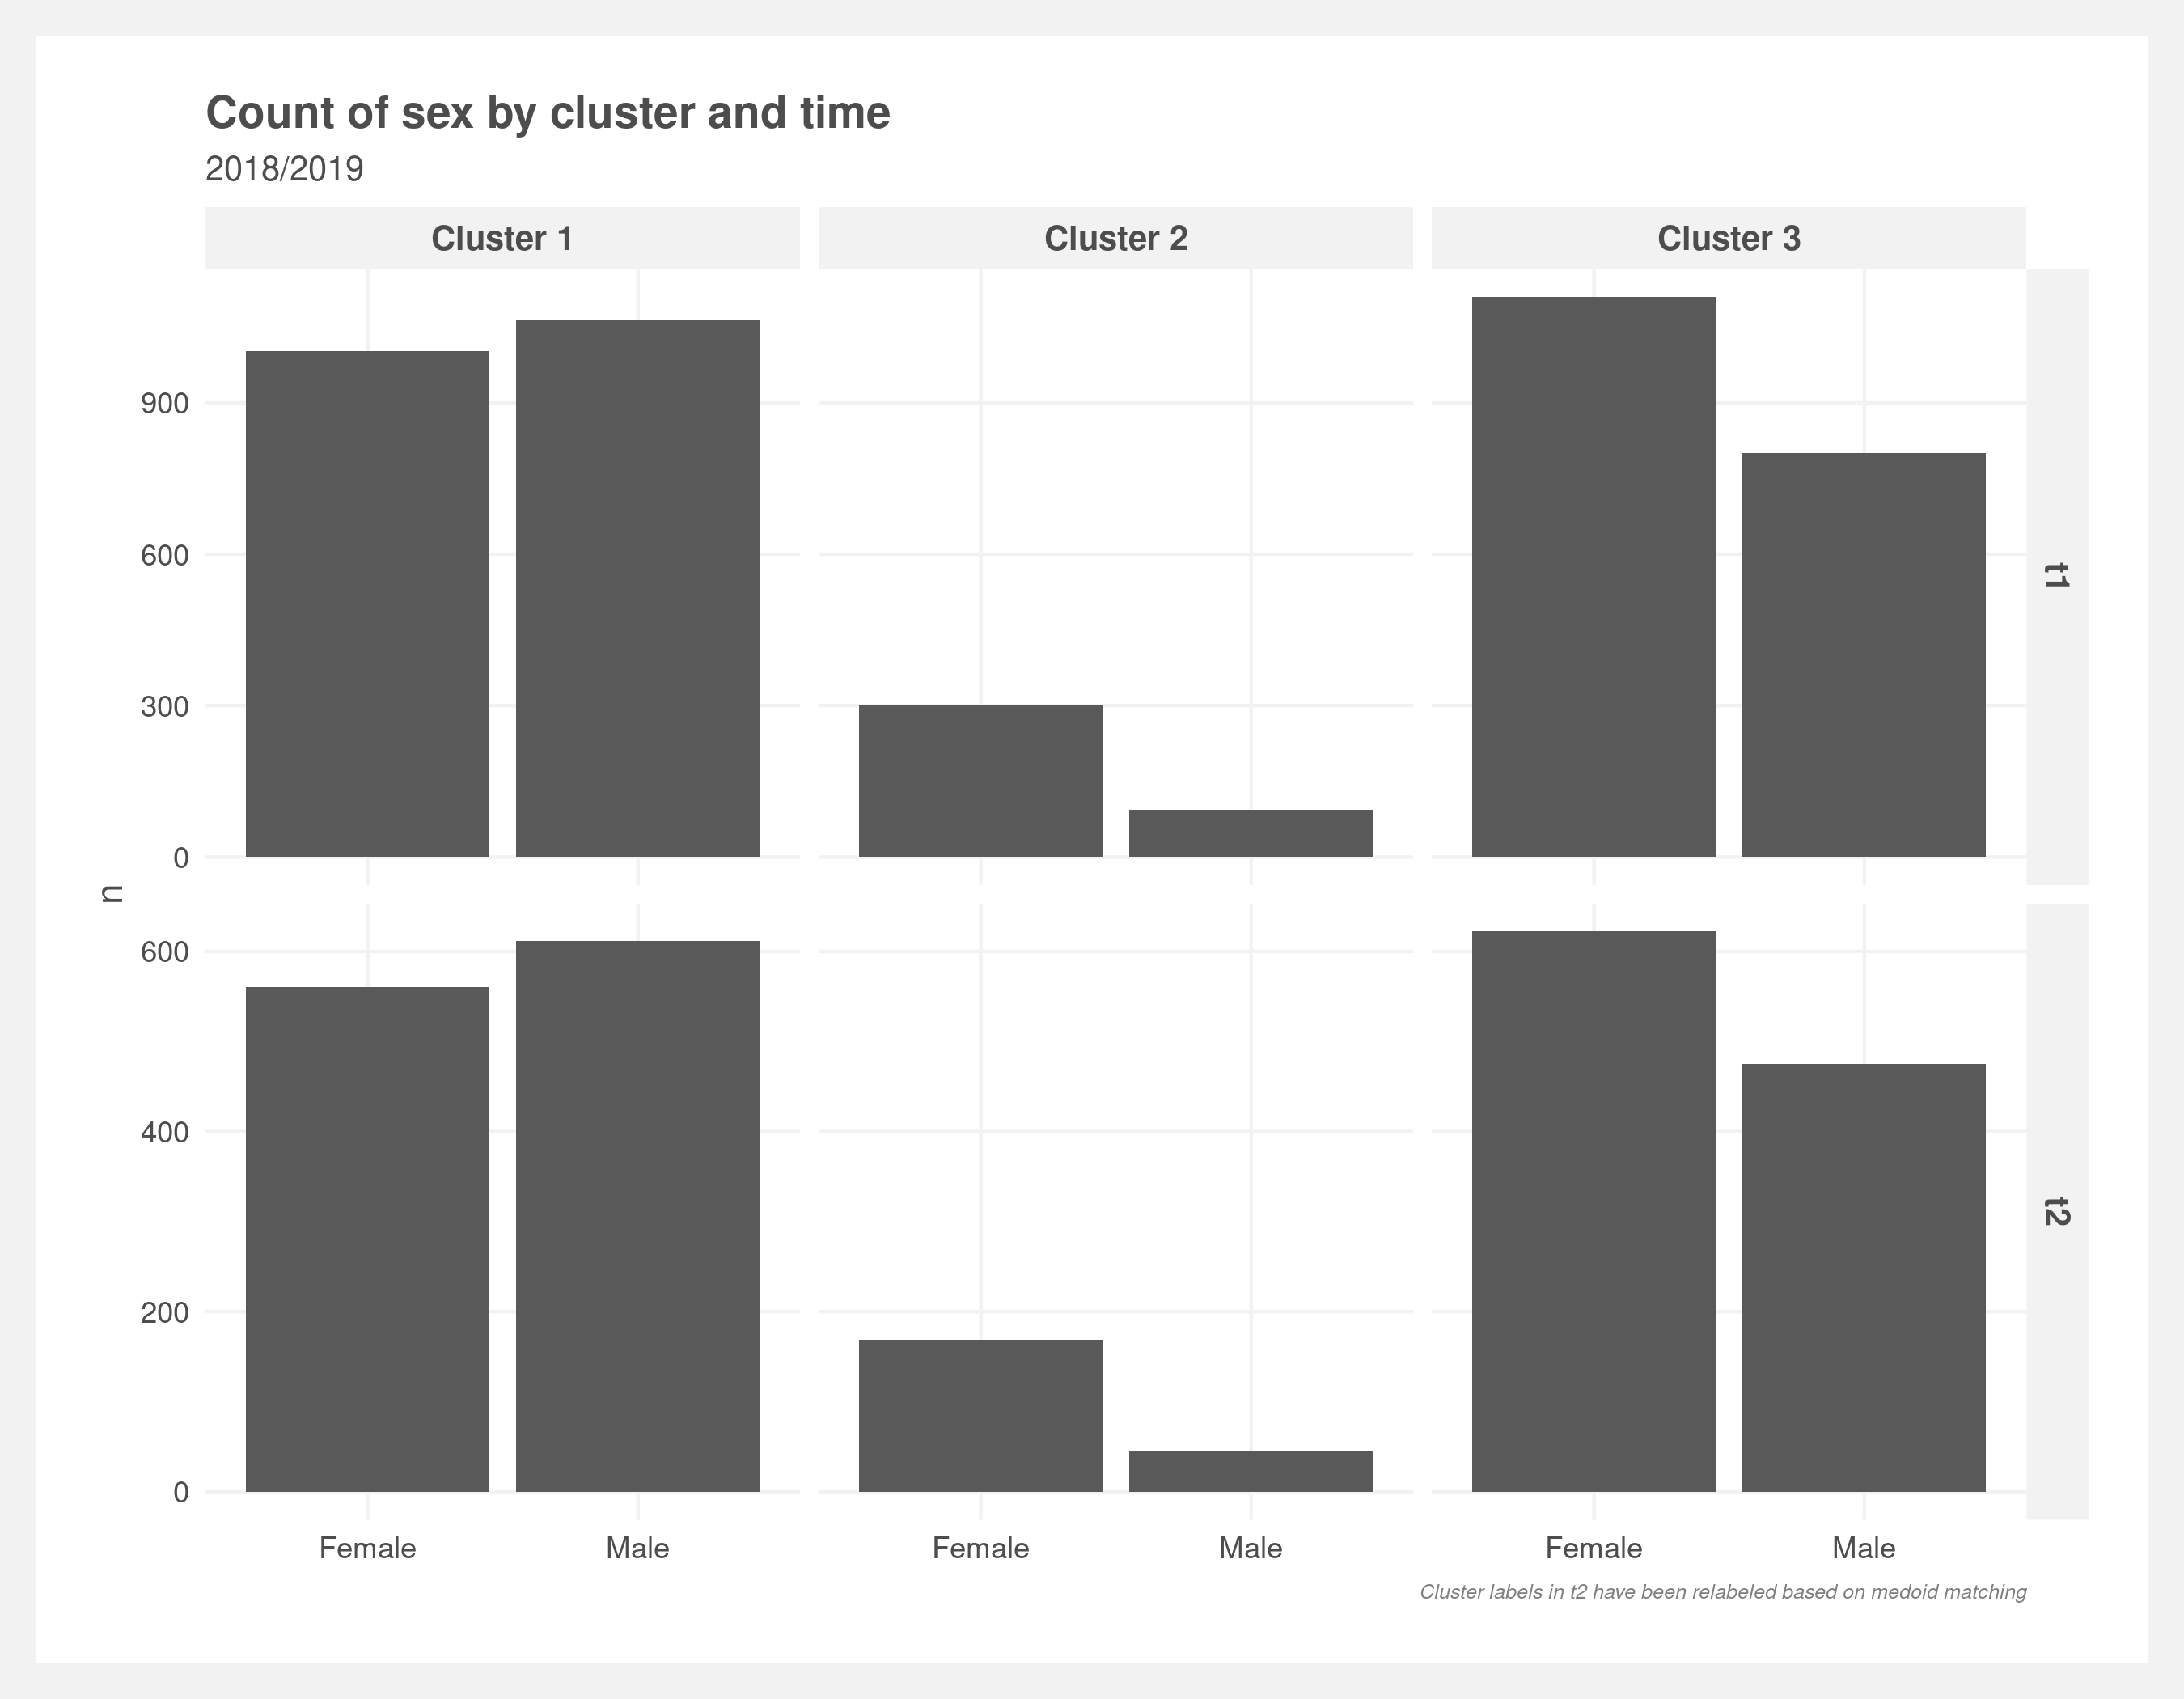 Count of sex by cluster and time
2018/2019
Cluster 1 Cluster 2 Cluster 3
900
600
300
0
t1
n
600
400
200
0
t2
Female Male Female Male Female Male
Cluster labels in t2 have been relabeled based on medoid matching